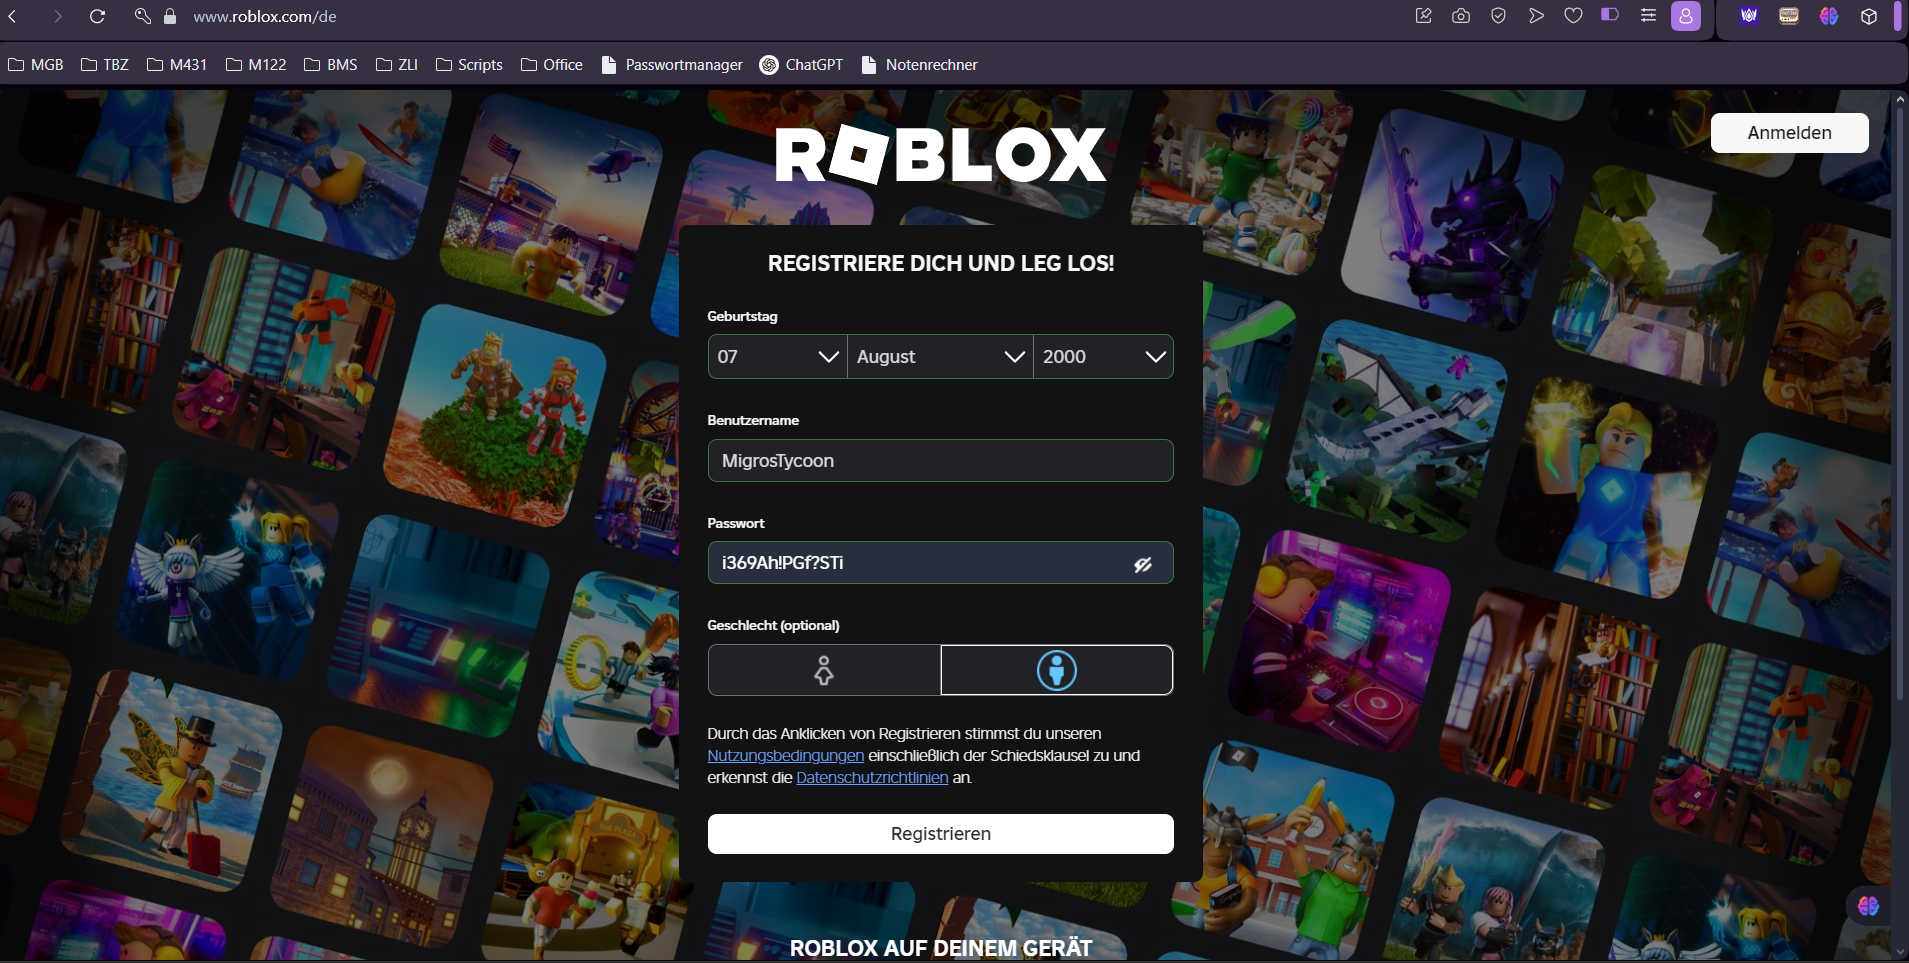 www.roblox.com/de
MGB TBZ M431 M122 BMS ZLI Scripts Office Passwortmanager ChatGPT Notenrechner
ROBLOX
Anmelden
REGISTRIERE DICH UND LEG LOS!
Geburtstag
07 August 2000
Benutzername
MigrosTycoon
Passwort
i369Ah!PGf?STi
Geschlecht (optional)
Durch das Anklicken von Registrieren stimmst du unseren
Nutzungsbedingungen einschließlich der Schiedsklausel zu und
erkennst die Datenschutzrichtlinien an.
Registrieren
ROBLOX AUF DEINEM GERÄT